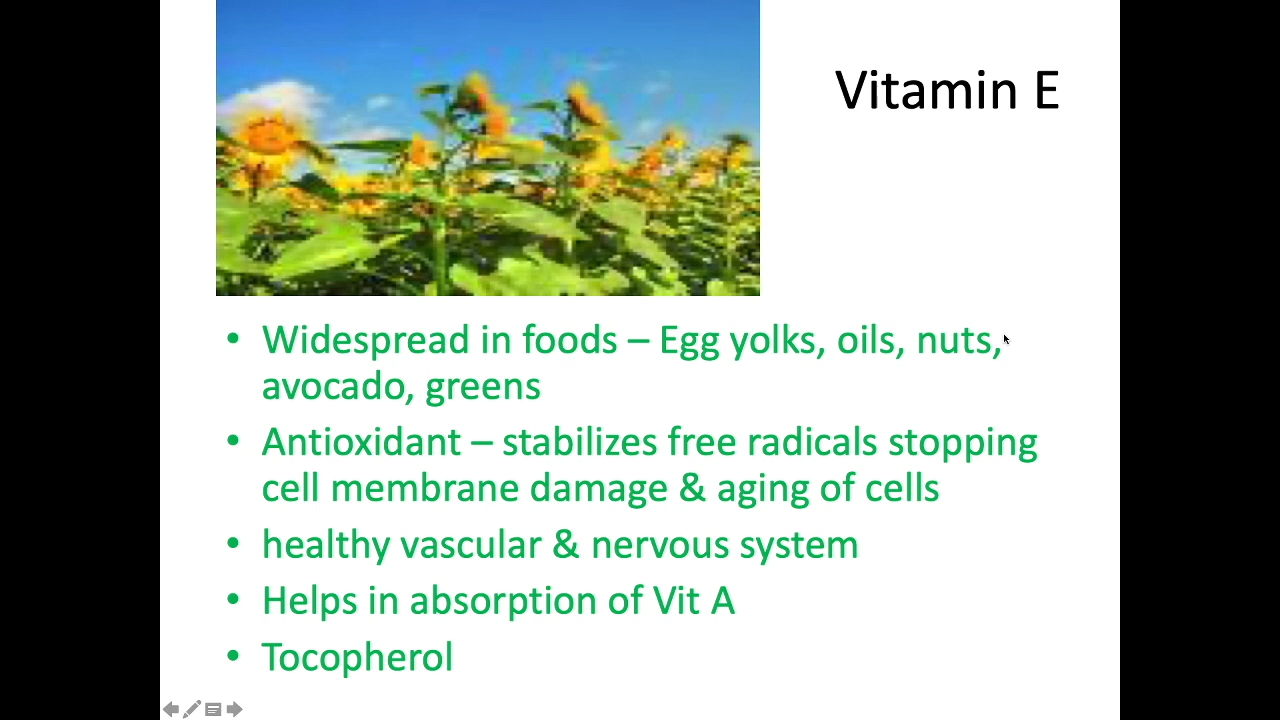 Vitamin E
• Widespread in foods – Egg yolks, oils, nuts,
avocado, greens
• Antioxidant – stabilizes free radicals stopping
cell membrane damage & aging of cells
• healthy vascular & nervous system
• Helps in absorption of Vit A
• Tocopherol